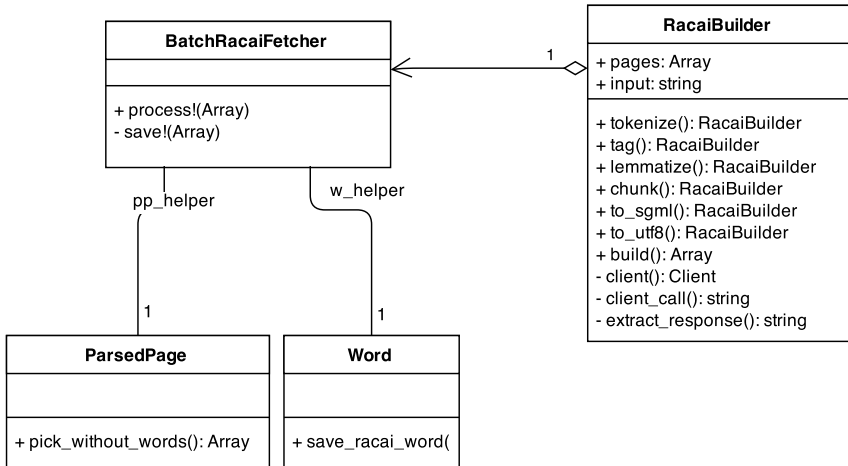 BatchRacaiFetcher
+ process!(Array)
- save!(Array)
1
RacaiBuilder
+ pages: Array
+ input: string
+ tokenize(): RacaiBuilder
+ tag(): RacaiBuilder
+ lemmatize(): RacaiBuilder
+ chunk(): RacaiBuilder
+ to_sgml(): RacaiBuilder
+ to_utf8(): RacaiBuilder
+ build(): Array
- client(): Client
- client_call(): string
- extract_response(): string
pp_helper
w_helper
1
1
ParsedPage
+ pick_without_words(): Array
Word
+ save_racai_word(